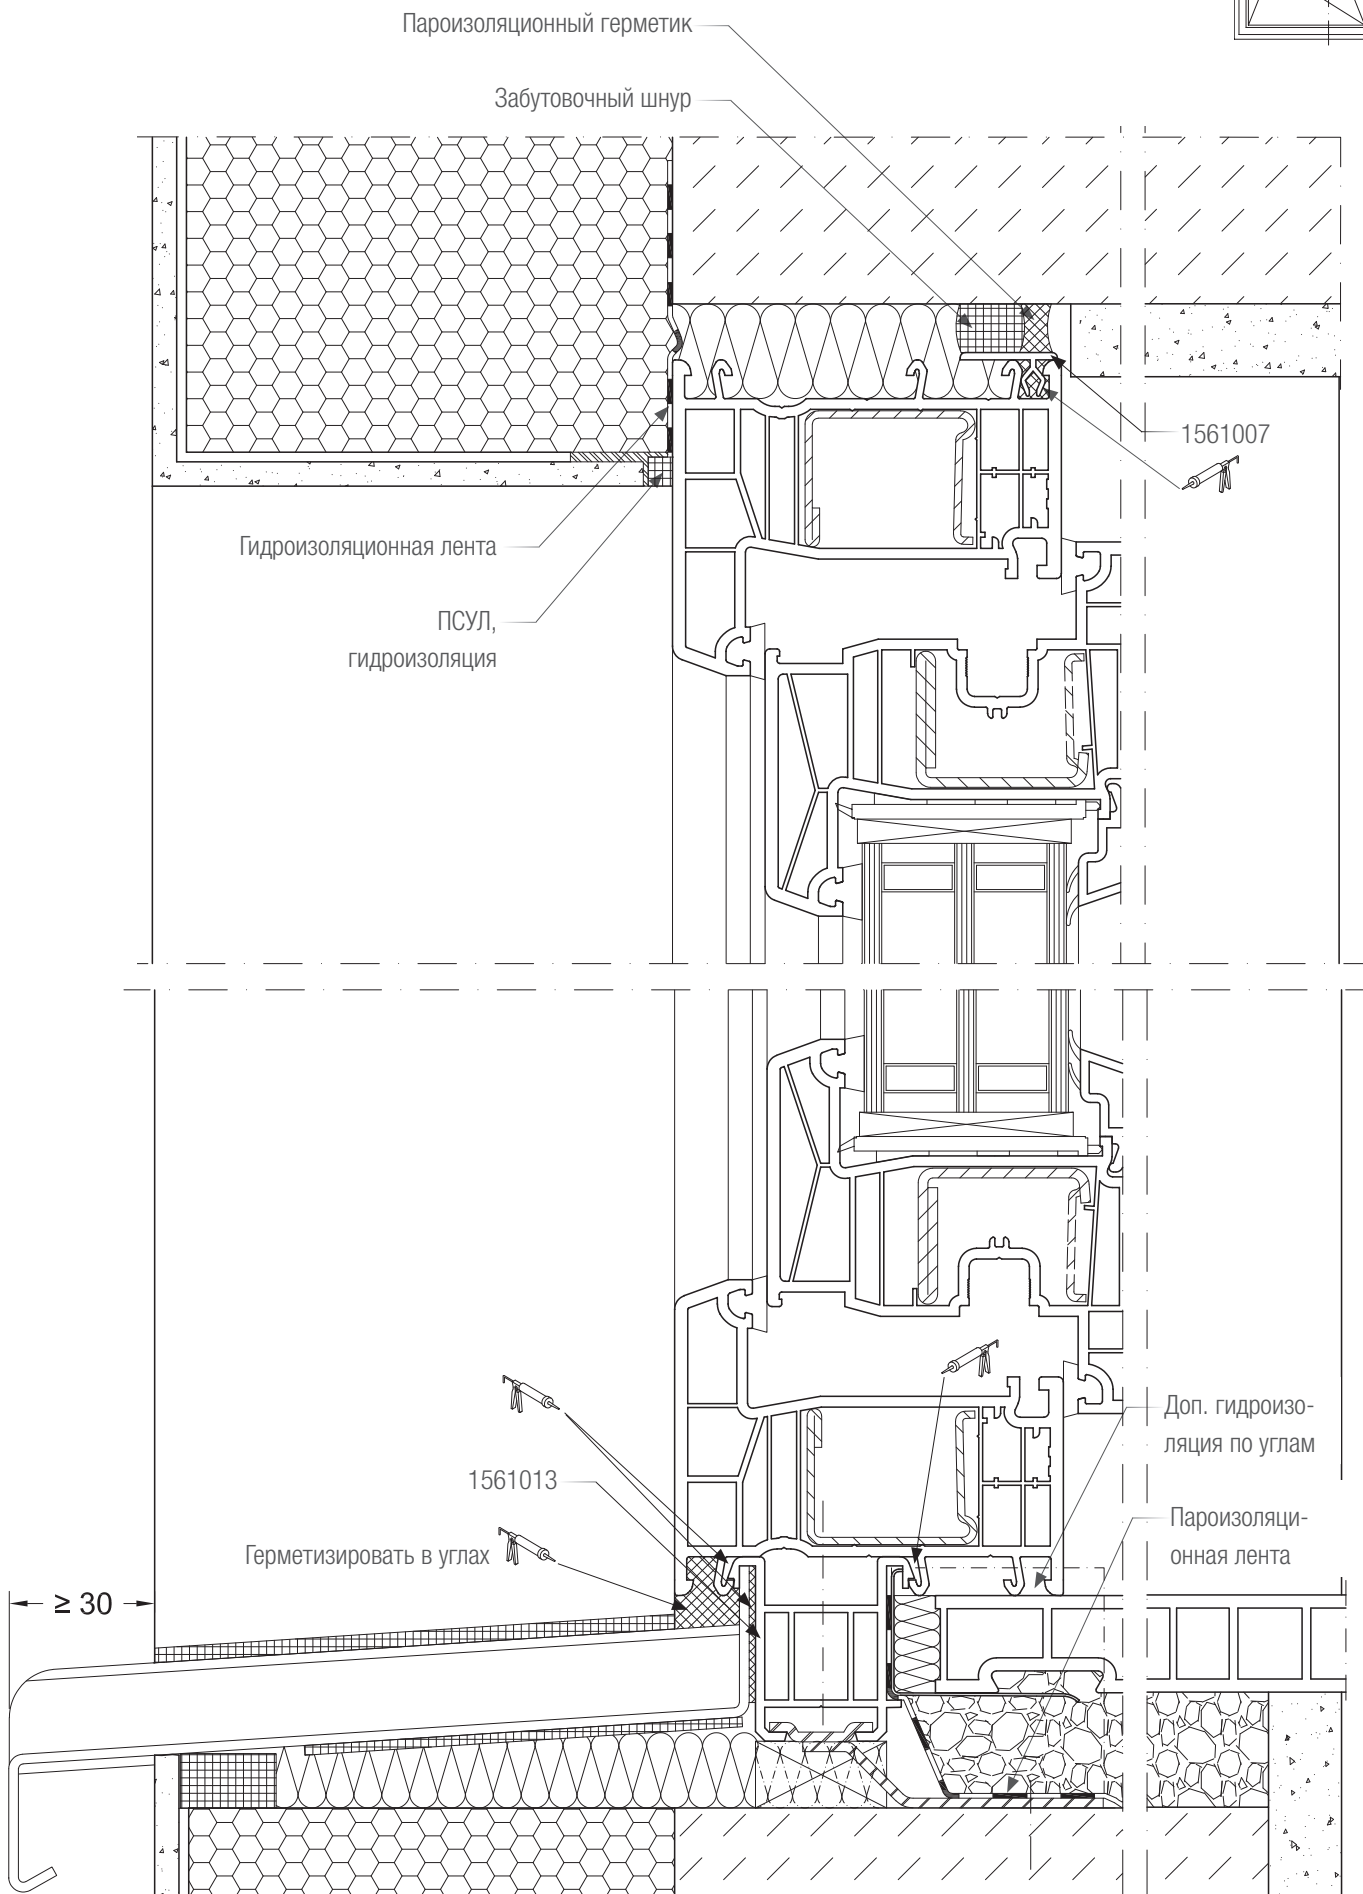 Пароизоляционный герметик
Забутовочный шнур
1561007
Гидроизоляционная лента
ПСУЛ,
гидроизоляция
Доп. гидроизо-
ляция по углам
1561013
Пароизоляци-
онная лента
Герметизировать в углах
≥ 30